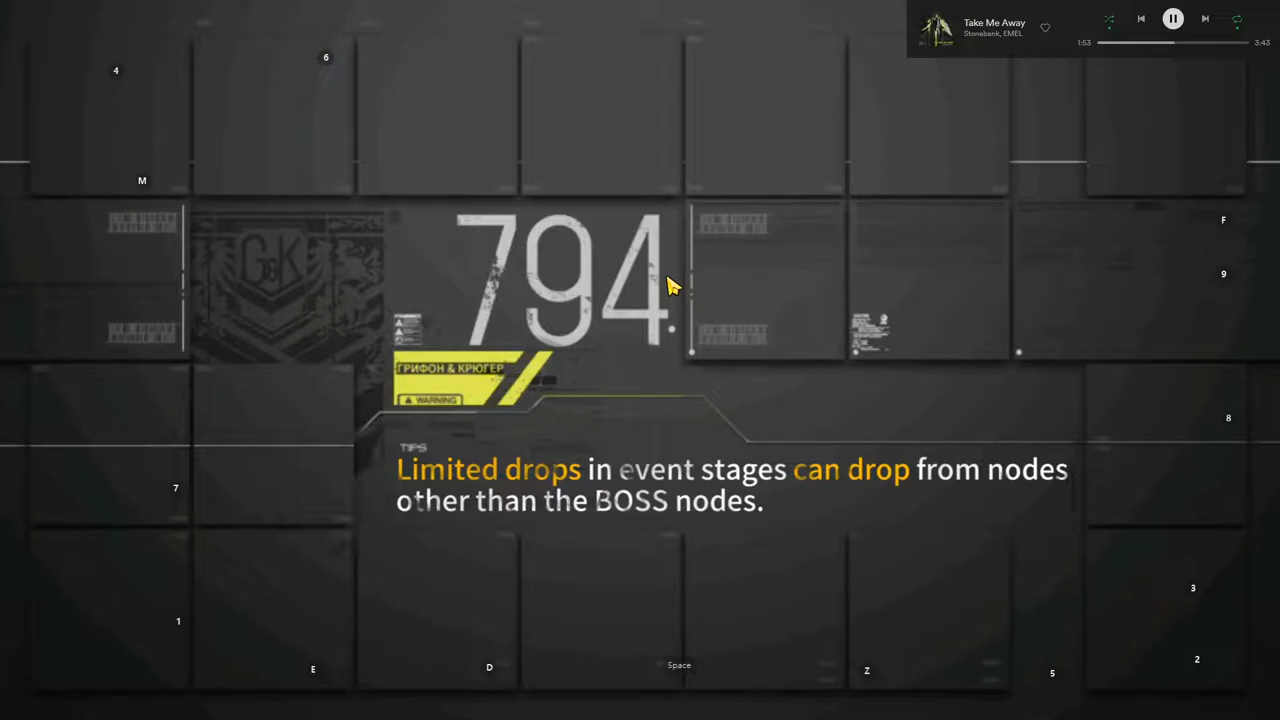 Take Me Away
Stonebank, EMEL
1:53
3:43
4
6
M
F
G&K
794.
9
ГРИФОН & КРЮГЕР
WARNING
8
TIPS
Limited drops in event stages can drop from nodes
other than the BOSS nodes.
7
3
1
E
D
Space
Z
5
2